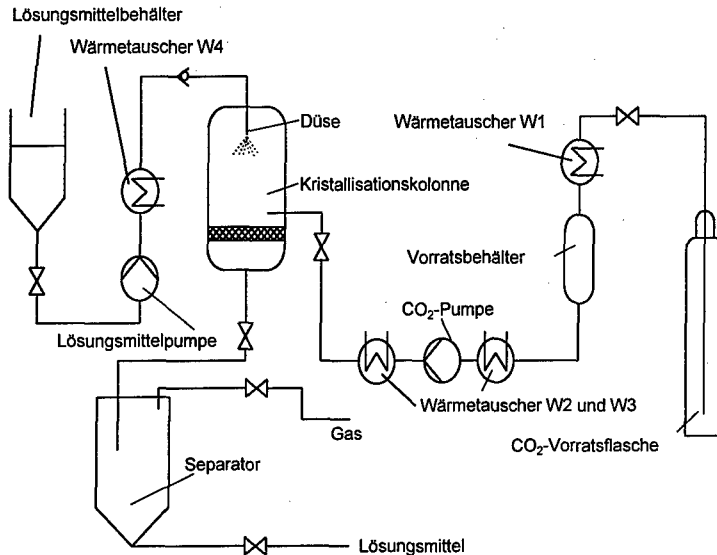 Lösungsmittelbehälter
Wärmetauscher W4
Düse
Wärmetauscher W1
Kristallisationskolonne
Vorratsbehälter
CO₂-Pumpe
Lösungsmittelpumpe
Wärmetauscher W2 und W3
Gas
CO₂-Vorratsflasche
Separator
Lösungsmittel